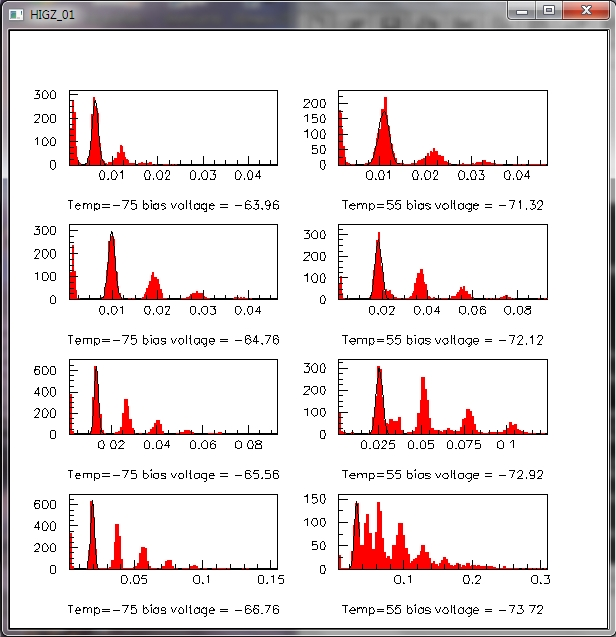 HIGZ_01
300
200
100
0
0.01 0.02 0.03 0.04
Temp=-75 bias voltage = -63.96
200
150
100
50
0
0.01 0.02 0.03 0.04
Temp=55 bias voltage = -71.32
300
200
100
0
0.01 0.02 0.03 0.04
Temp=-75 bias voltage = -64.76
300
200
100
0
0.02 0.04 0.06 0.08
Temp=55 bias voltage = -72.12
600
400
200
0
0.02 0.04 0.06 0.08
Temp=-75 bias voltage = -65.56
300
200
100
0
0.025 0.05 0.075 0.1
Temp=55 bias voltage = -72.92
600
400
200
0
0.05 0.1 0.15
Temp=-75 bias voltage = -66.76
150
100
50
0
0.1 0.2 0.3
Temp=55 bias voltage = -73.72